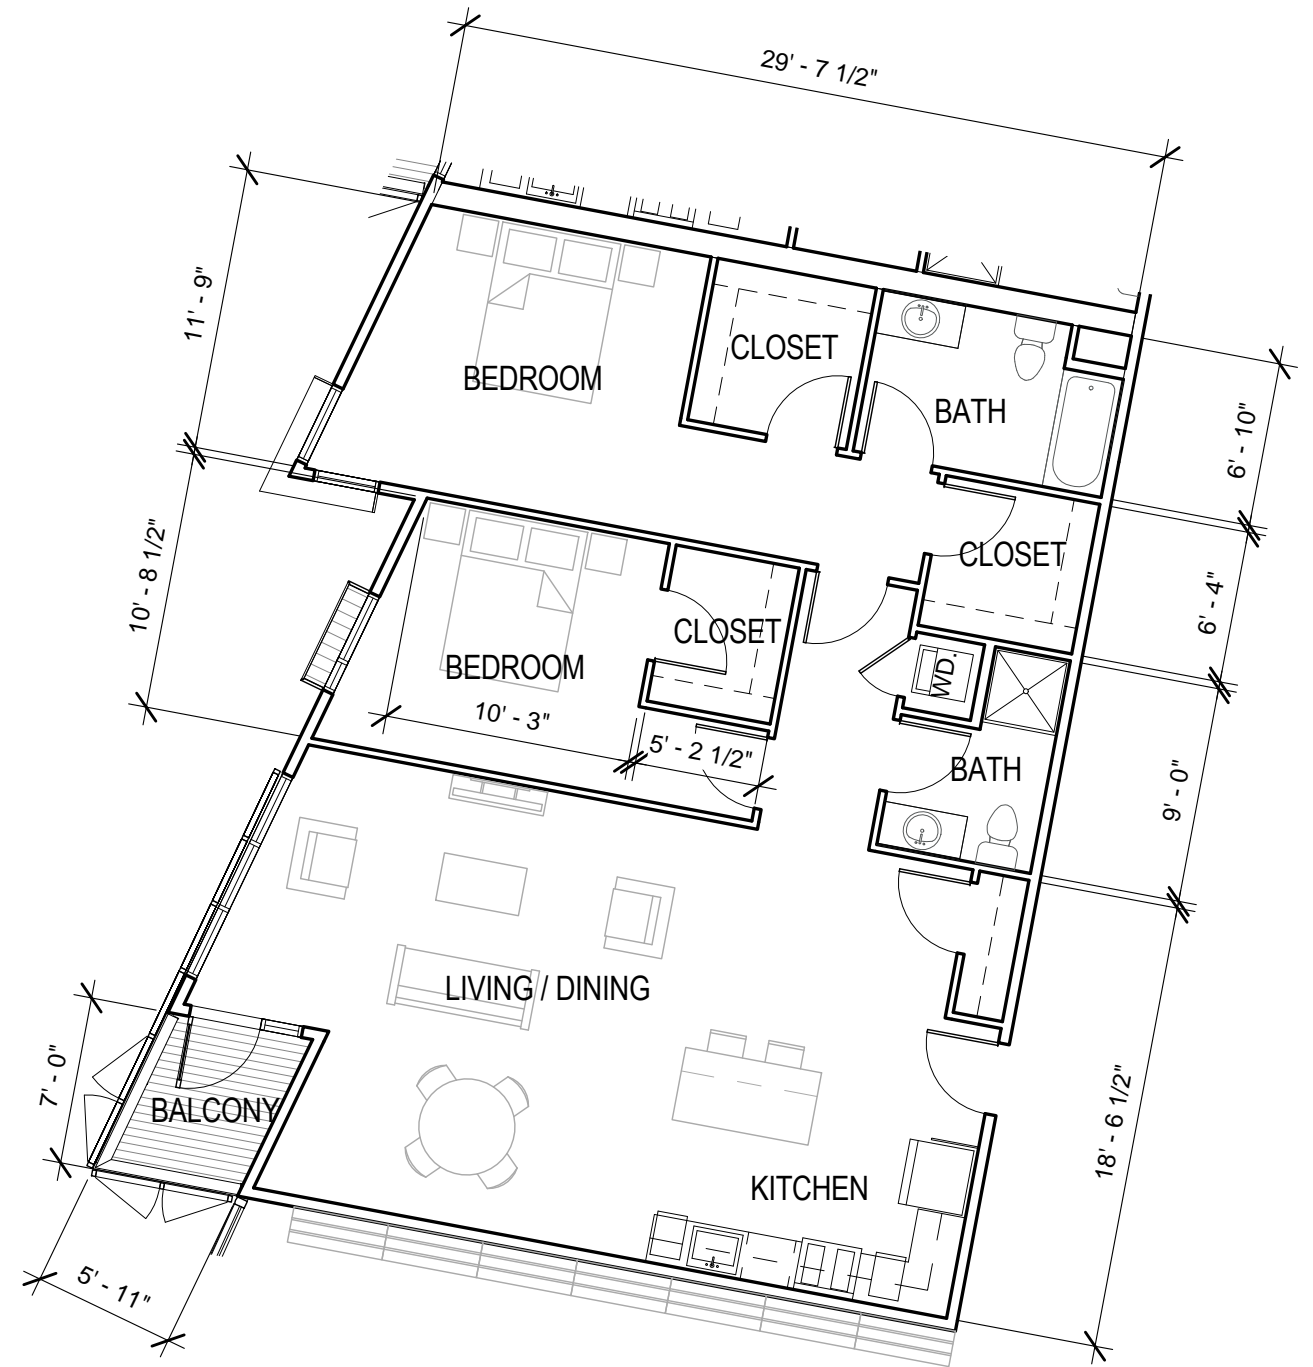 29' - 7 1/2"
11' - 9"
CLOSET
BEDROOM
BATH
6' - 10"
10' - 8 1/2"
CLOSET
6' - 4"
CLOSET
BEDROOM
WD.
10' - 3"
5' - 2 1/2"
BATH
9' - 0"
LIVING / DINING
7' - 0"
BALCONY
18' - 6 1/2"
KITCHEN
5' - 11"